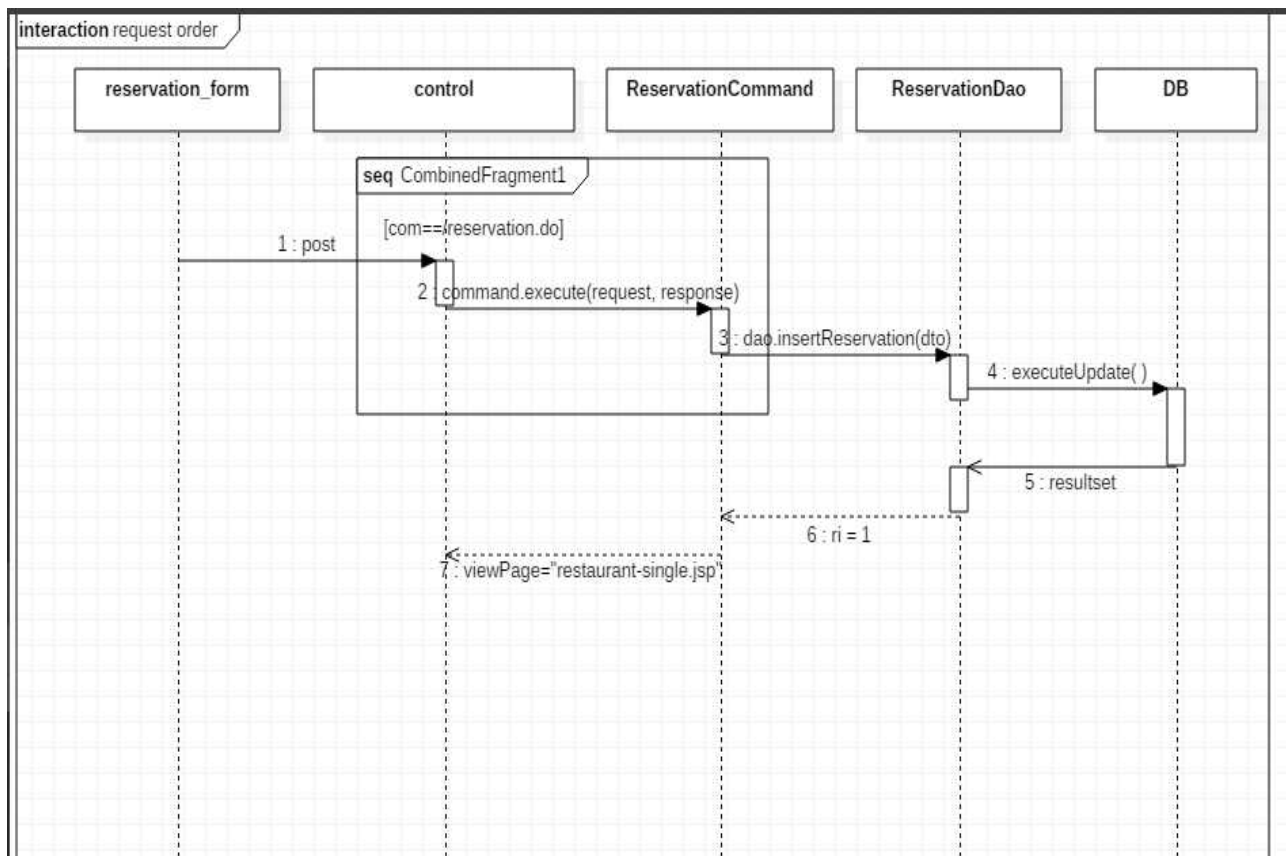 interaction request order
reservation_form
control
ReservationCommand
ReservationDao
DB
seq CombinedFragment1
[com==/reservation.do]
1 : post
2 : command.execute(request, response)
3 : dao.insertReservation(dto)
4 : executeUpdate( )
5 : resultset
6 : ri = 1
7 : viewPage="restaurant-single.jsp"